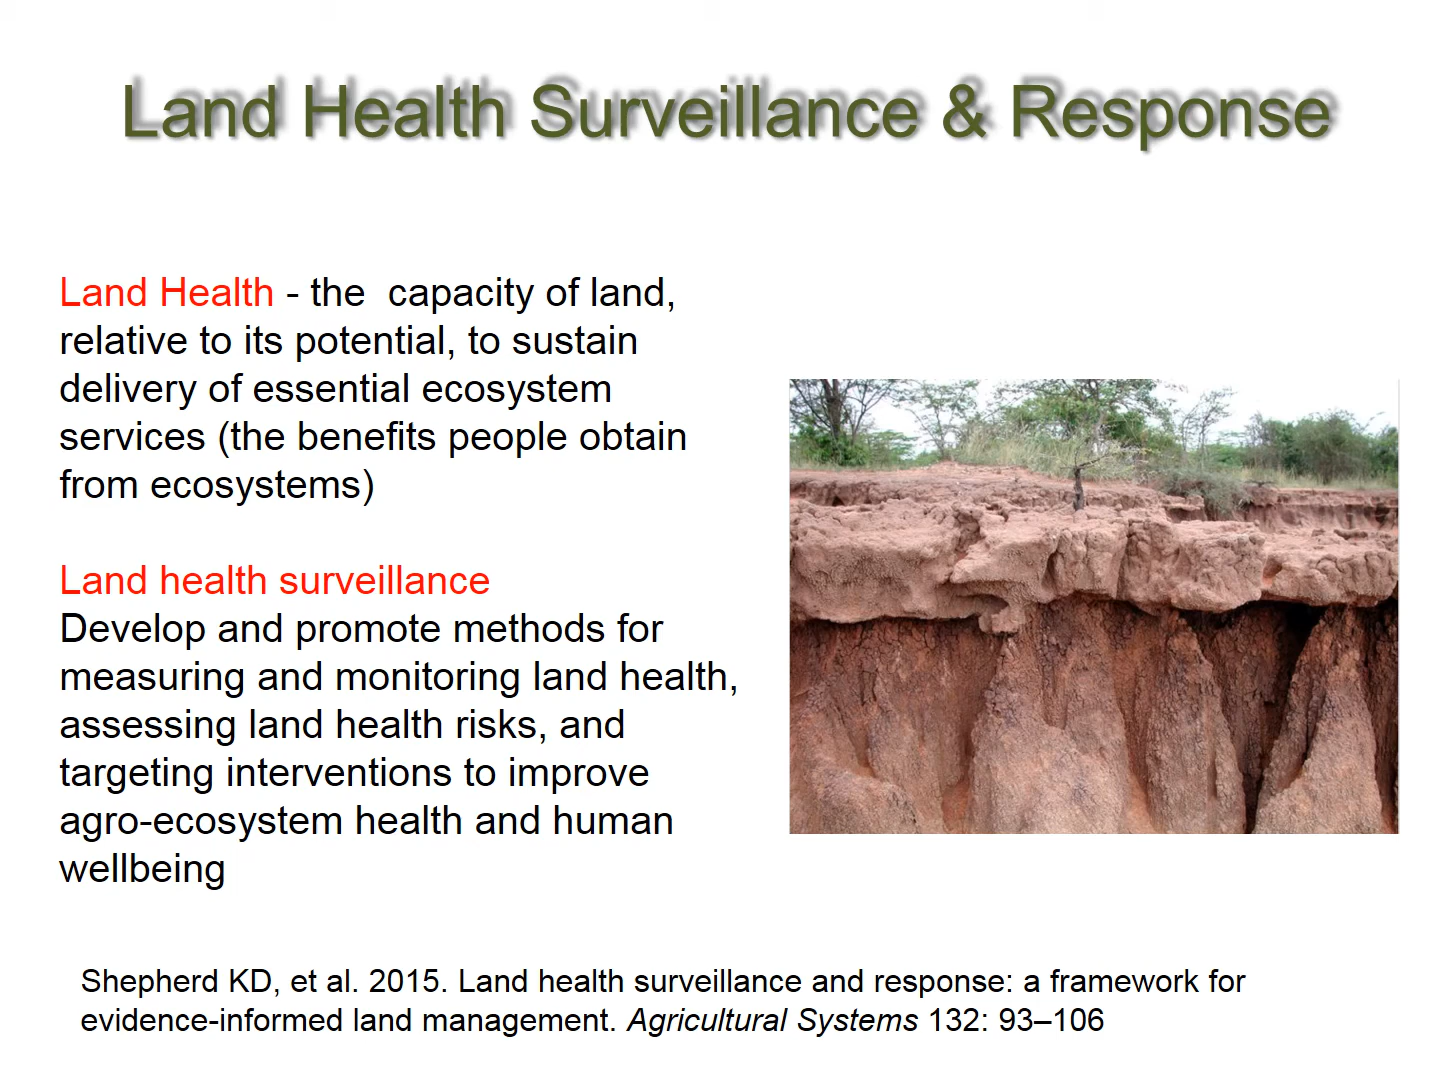 Land Health Surveillance & Response
Land Health - the  capacity of land,
relative to its potential, to sustain
delivery of essential ecosystem
services (the benefits people obtain
from ecosystems)
Land health surveillance
Develop and promote methods for
measuring and monitoring land health,
assessing land health risks, and
targeting interventions to improve
agro-ecosystem health and human
wellbeing
Shepherd KD, et al. 2015. Land health surveillance and response: a framework for
evidence-informed land management. Agricultural Systems 132: 93–106